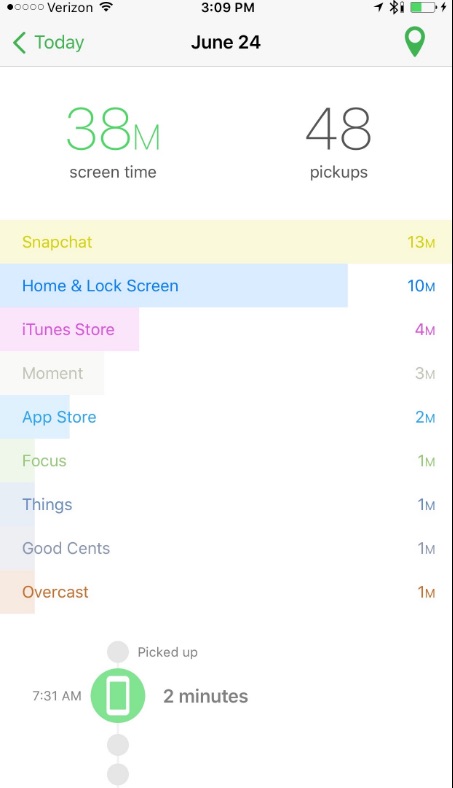 Verizon 3:09 PM
Today June 24
38M 48
screen time pickups
Snapchat 13M
Home & Lock Screen 10M
iTunes Store 4M
Moment 3M
App Store 2M
Focus 1M
Things 1M
Good Cents 1M
Overcast 1M
Picked up
7:31 AM 2 minutes